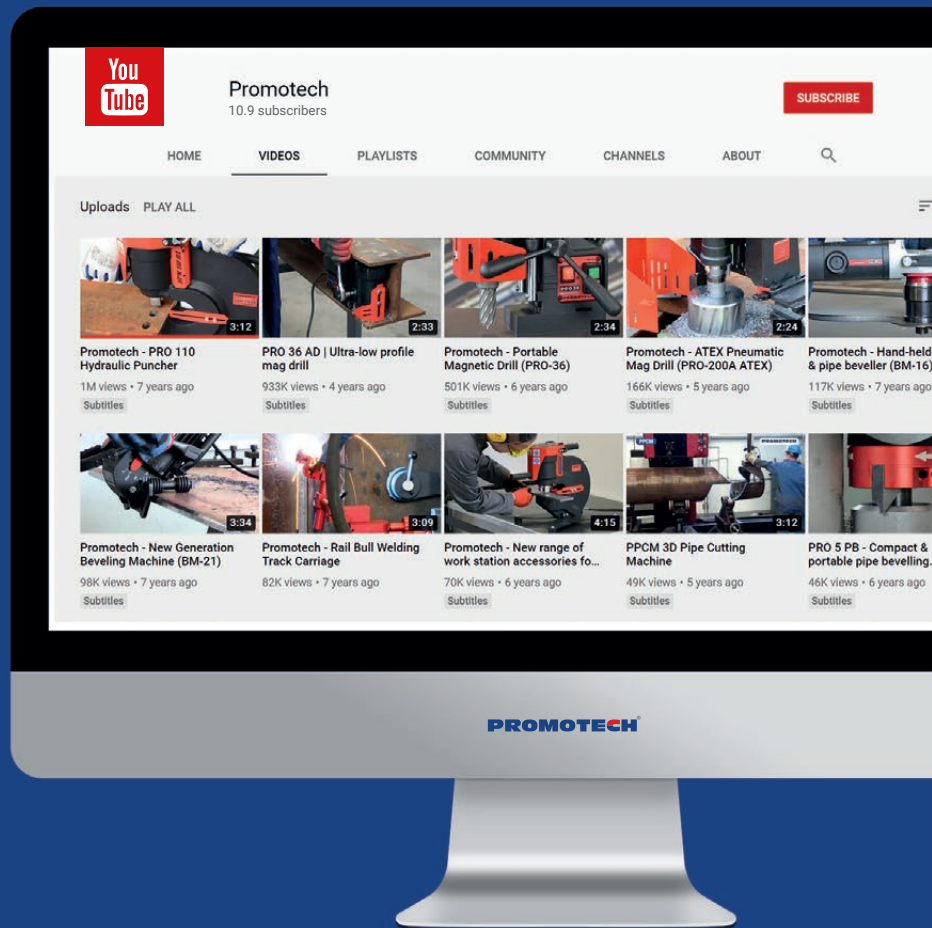 You
Tube
Promotech
10.9 subscribers
SUBSCRIBE
HOME VIDEOS PLAYLISTS COMMUNITY CHANNELS ABOUT
Uploads PLAY ALL
3:12 2:33 2:34 2:24
Promotech - PRO 110
Hydraulic Puncher
1M views • 7 years ago
Subtitles
PRO 36 AD | Ultra-low profile
mag drill
933K views • 4 years ago
Subtitles
PRO 36
Promotech - Portable
Magnetic Drill (PRO-36)
501K views • 6 years ago
Subtitles
Promotech - ATEX Pneumatic
Mag Drill (PRO-200A ATEX)
166K views • 5 years ago
Subtitles
Promotech - Hand-held
& pipe beveller (BM-16)
117K views • 7 years ago
Subtitles
3:34 3:09 4:15 3:12
Promotech - New Generation
Beveling Machine (BM-21)
98K views • 7 years ago
Subtitles
Promotech - Rail Bull Welding
Track Carriage
82K views • 7 years ago
Promotech - New range of
work station accessories fo...
70K views • 6 years ago
Subtitles
PPCM PROMOTECH
PPCM 3D Pipe Cutting
Machine
49K views • 5 years ago
Subtitles
PRO 5 PB - Compact &
portable pipe bevelling.
46K views • 6 years ago
Subtitles
PROMOTECH